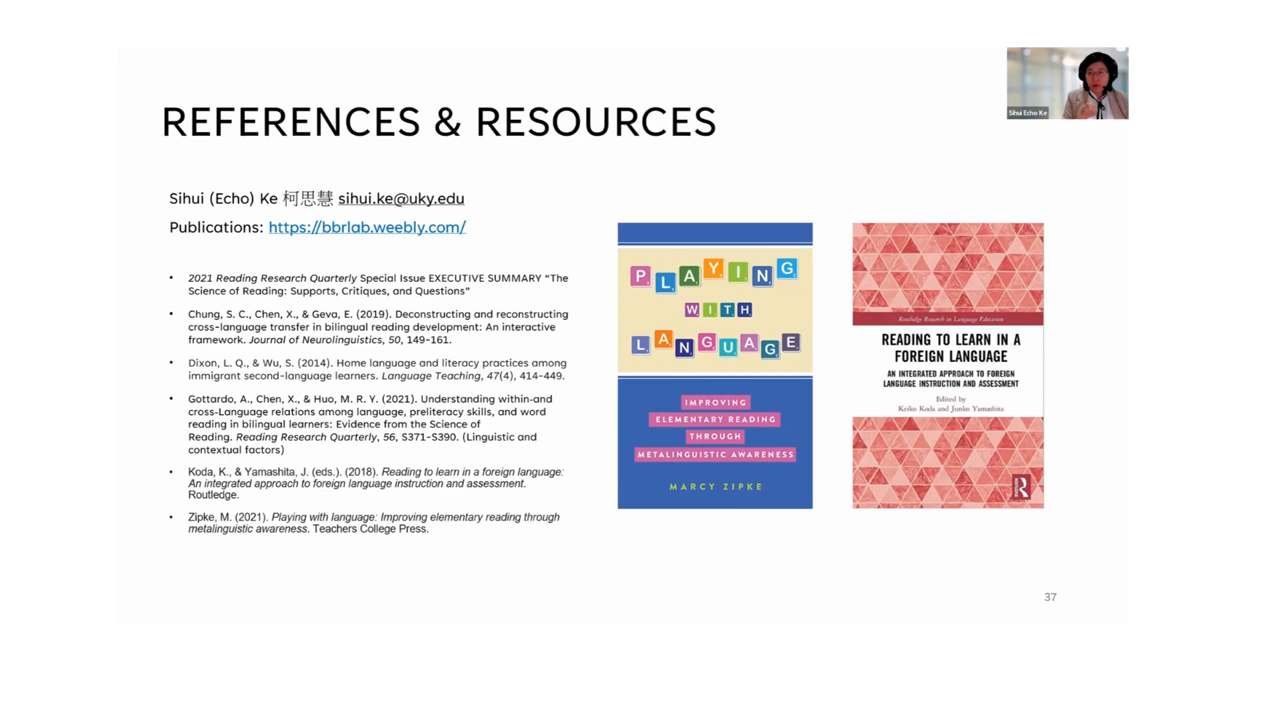 Sihui Echo Ke
REFERENCES & RESOURCES
Sihui (Echo) Ke 柯思慧 sihui.ke@uky.edu
Publications: https://bbrlab.weebly.com/
• 2021 Reading Research Quarterly Special Issue EXECUTIVE SUMMARY “The
Science of Reading: Supports, Critiques, and Questions”
• Chung, S. C., Chen, X., & Geva, E. (2019). Deconstructing and reconstructing
cross-language transfer in bilingual reading development: An interactive
framework. Journal of Neurolinguistics, 50, 149-161.
• Dixon, L. Q., & Wu, S. (2014). Home language and literacy practices among
immigrant second-language learners. Language Teaching, 47(4), 414-449.
• Gottardo, A., Chen, X., & Huo, M. R. Y. (2021). Understanding within-and
cross-Language relations among language, preliteracy skills, and word
reading in bilingual learners: Evidence from the Science of
Reading. Reading Research Quarterly, 56, S371-S390. (Linguistic and
contextual factors)
• Koda, K., & Yamashita, J. (eds.). (2018). Reading to learn in a foreign language:
An integrated approach to foreign language instruction and assessment.
Routledge.
• Zipke, M. (2021). Playing with language: Improving elementary reading through
metalinguistic awareness. Teachers College Press.
PLAYING
WITH
LANGUAGE
IMPROVING
ELEMENTARY READING
THROUGH
METALINGUISTIC AWARENESS
MARCY ZIPKE
Routledge Research in Language Education
READING TO LEARN IN A
FOREIGN LANGUAGE
AN INTEGRATED APPROACH TO FOREIGN
LANGUAGE INSTRUCTION AND ASSESSMENT
Edited by
Keiko Koda and Junko Yamashita
37